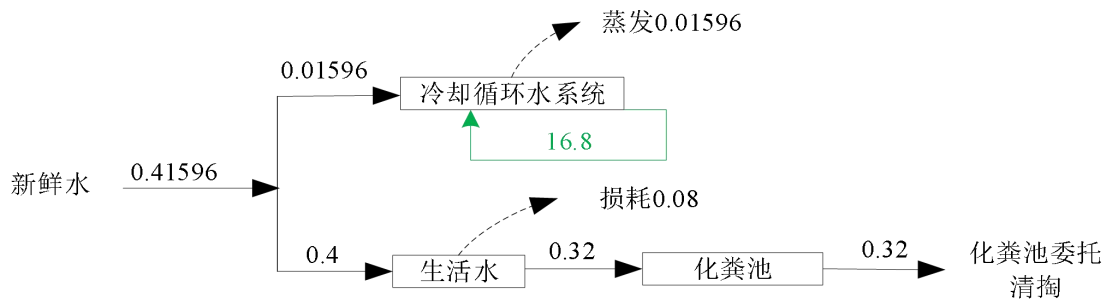 蒸发0.01596
0.01596
冷却循环水系统
16.8
新鲜水
0.41596
损耗0.08
0.4
生活水
0.32
化粪池
0.32
化粪池委托
清掏